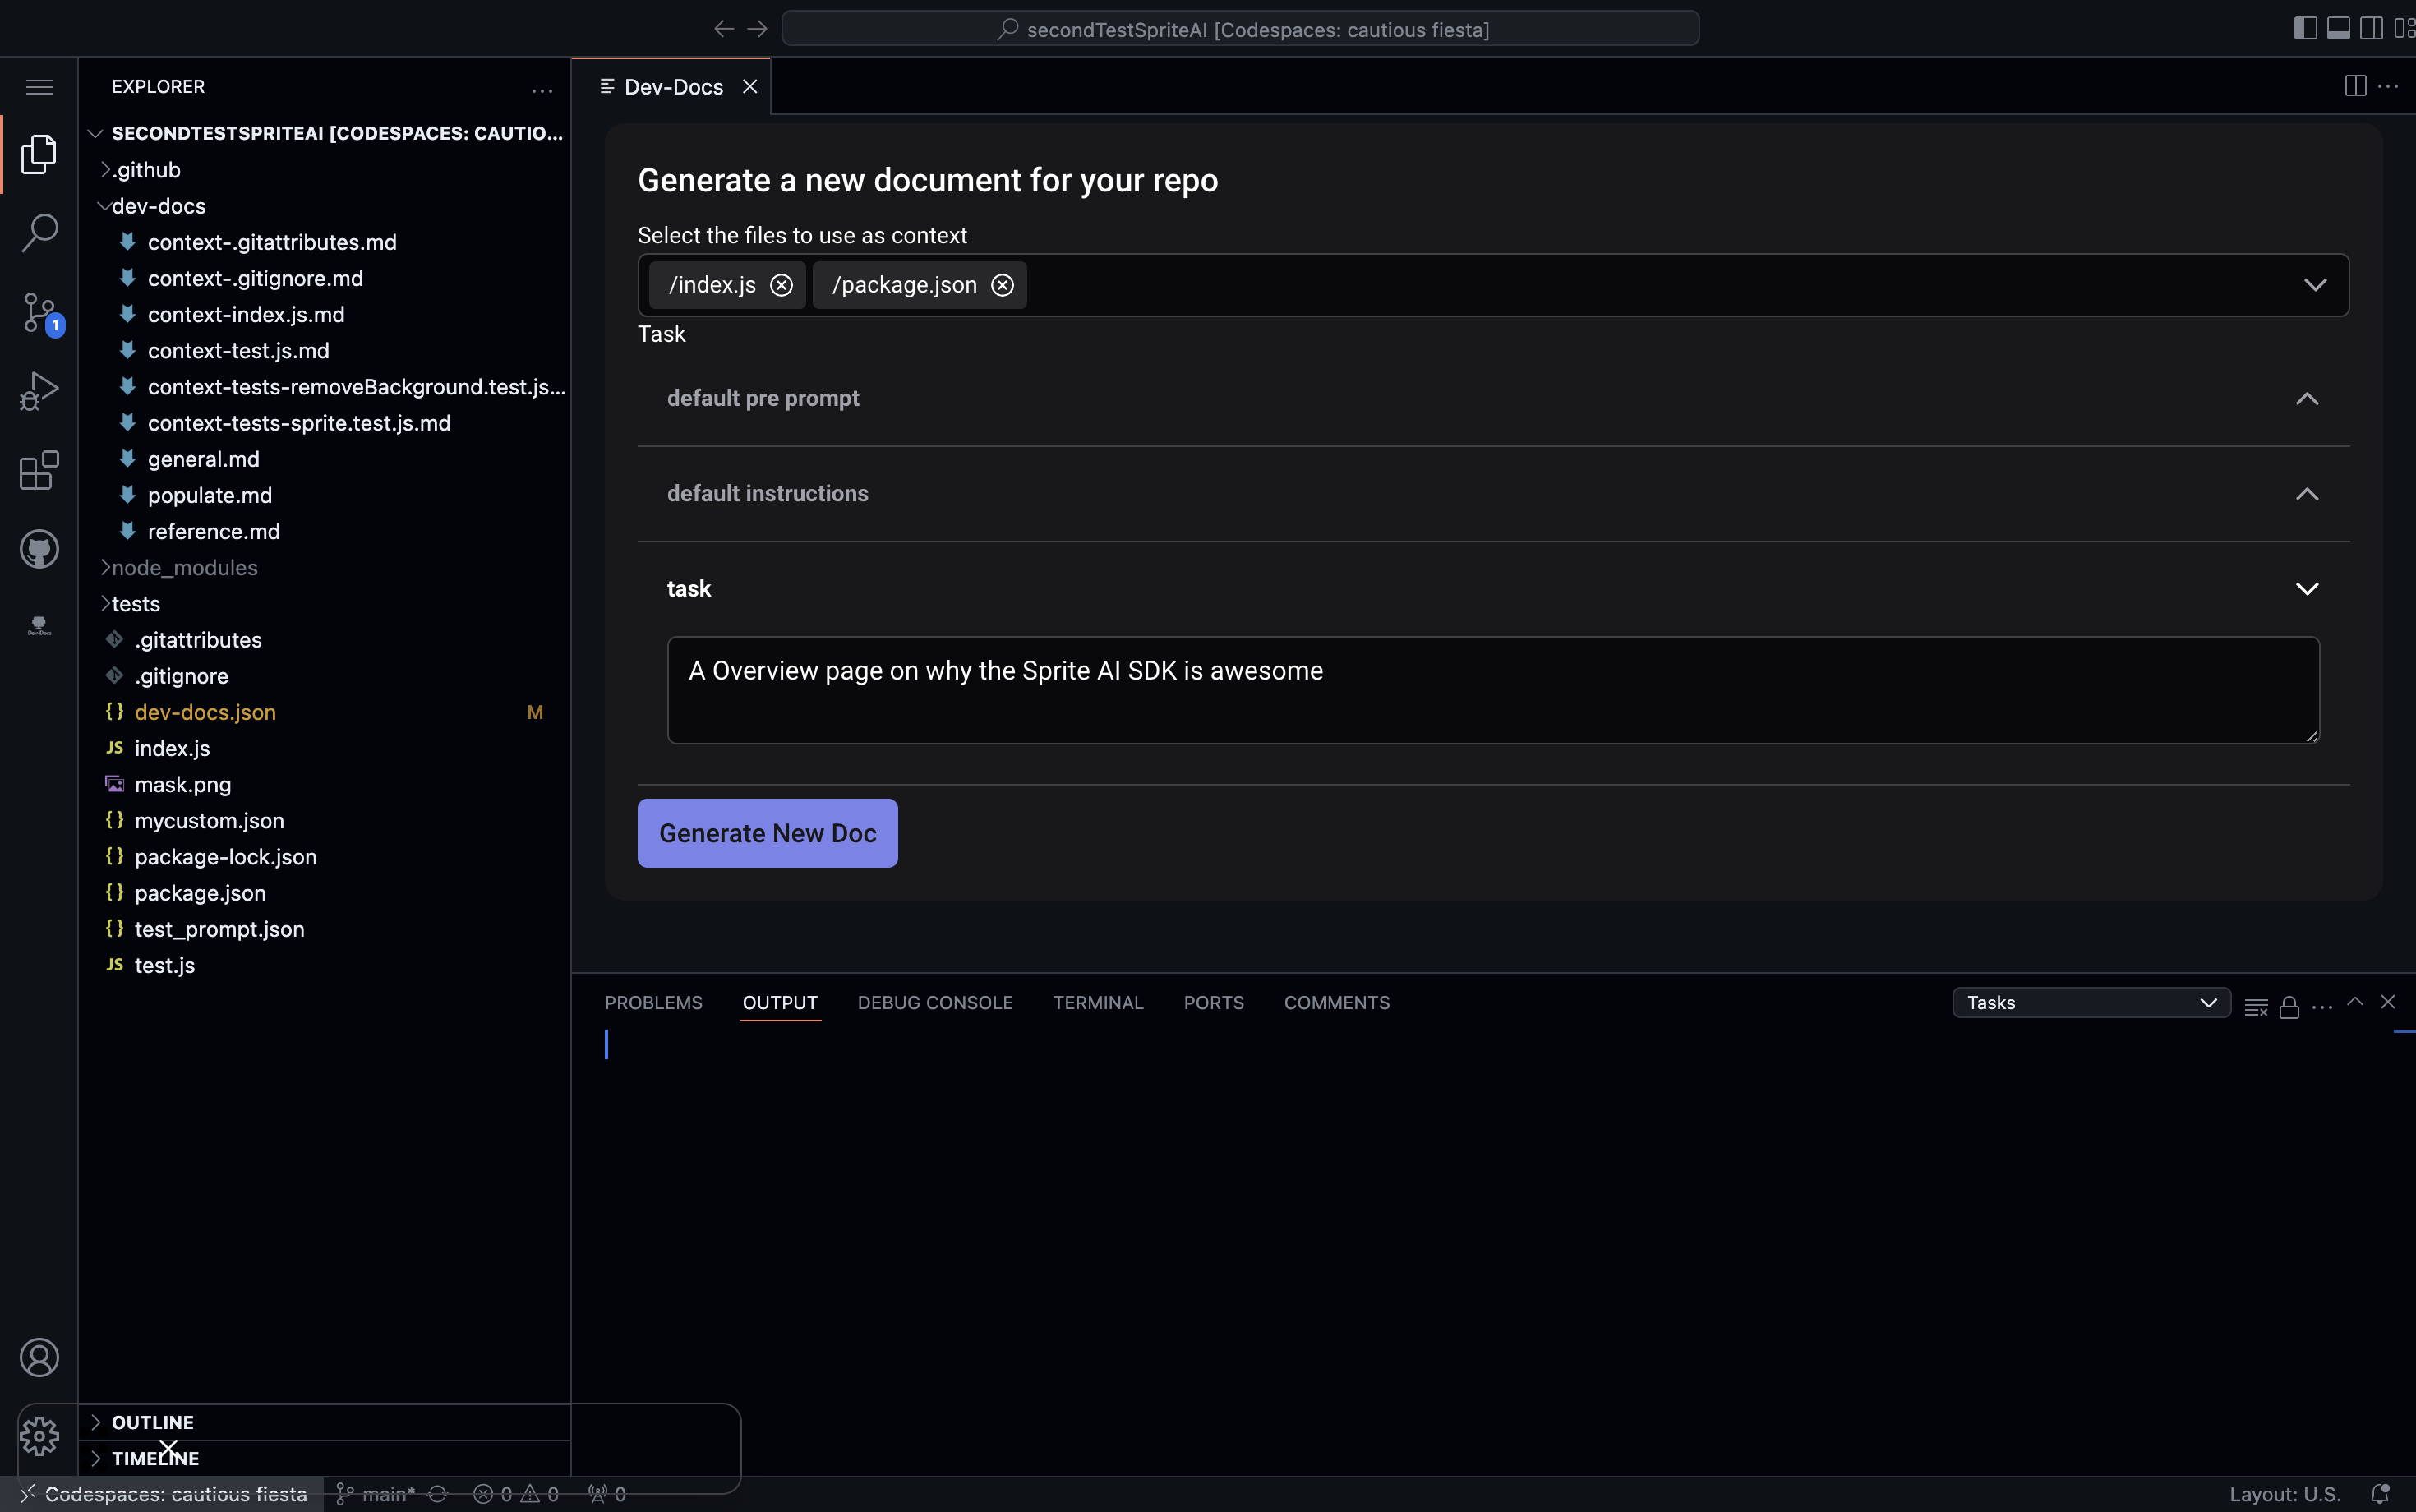 secondTestSpriteAI [Codespaces: cautious fiesta]
EXPLORER
SECONDTESTSPRITEAI [CODESPACES: CAUTIO...
.github
dev-docs
context-.gitattributes.md
context-.gitignore.md
context-index.js.md
context-test.js.md
context-tests-removeBackground.test.js...
context-tests-sprite.test.js.md
general.md
populate.md
reference.md
node_modules
tests
.gitattributes
.gitignore
{} dev-docs.json M
JS index.js
mask.png
{} mycustom.json
{} package-lock.json
{} package.json
{} test_prompt.json
JS test.js
OUTLINE
TIMELINE
1
Dev-Docs
Dev-Docs
Generate a new document for your repo
Select the files to use as context
/index.js /package.json
Task
default pre prompt
default instructions
task
A Overview page on why the Sprite AI SDK is awesome
Generate New Doc
PROBLEMS OUTPUT DEBUG CONSOLE TERMINAL PORTS COMMENTS Tasks
Codespaces: cautious fiesta main* 0 0 0 Layout: U.S.